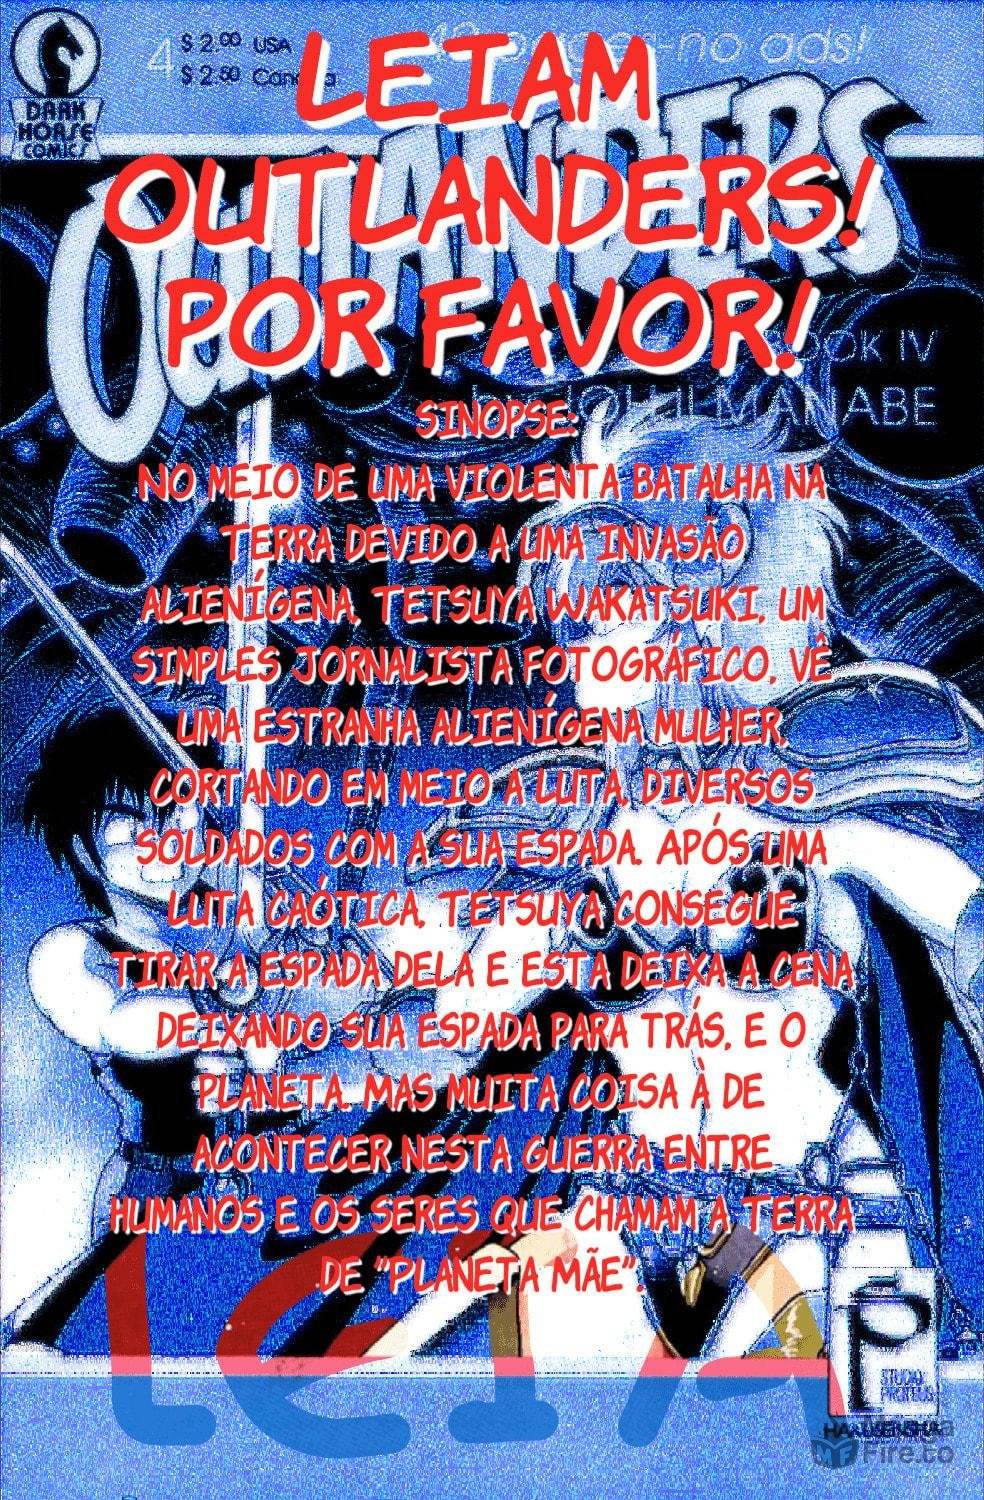 4 $ 2.00 USA
$ 2.50
DARK
HORSE
COMICS
no ads!
OUTLANDERS
LEIAM
OUTLANDERS!
POR FAVOR!
BOOK IV
MANABE
SINOPSE:
NO MEIO DE UMA VIOLENTA BATALHA NA
TERRA DEVIDO A UMA INVASÃO
ALIENÍGENA, TETSUYA WAKATSUKI, UM
SIMPLES JORNALISTA FOTOGRÁFICO, VÊ
UMA ESTRANHA ALIENÍGENA MULHER,
CORTANDO EM MEIO A LUTA, DIVERSOS
SOLDADOS COM A SUA ESPADA. APÓS UMA
LUTA CAÓTICA, TETSUYA CONSEGUE
TIRAR A ESPADA DELA E ESTA DEIXA A CENA
DEIXANDO SUA ESPADA PARA TRÁS, E O
PLANETA. MAS MUITA COISA À DE
ACONTECER NESTA GUERRA ENTRE
HUMANOS E OS SERES QUE CHAMAM A TERRA
DE "PLANETA MÃE".
LEIA
STUDIO
PROTEUS
MF Fire.to